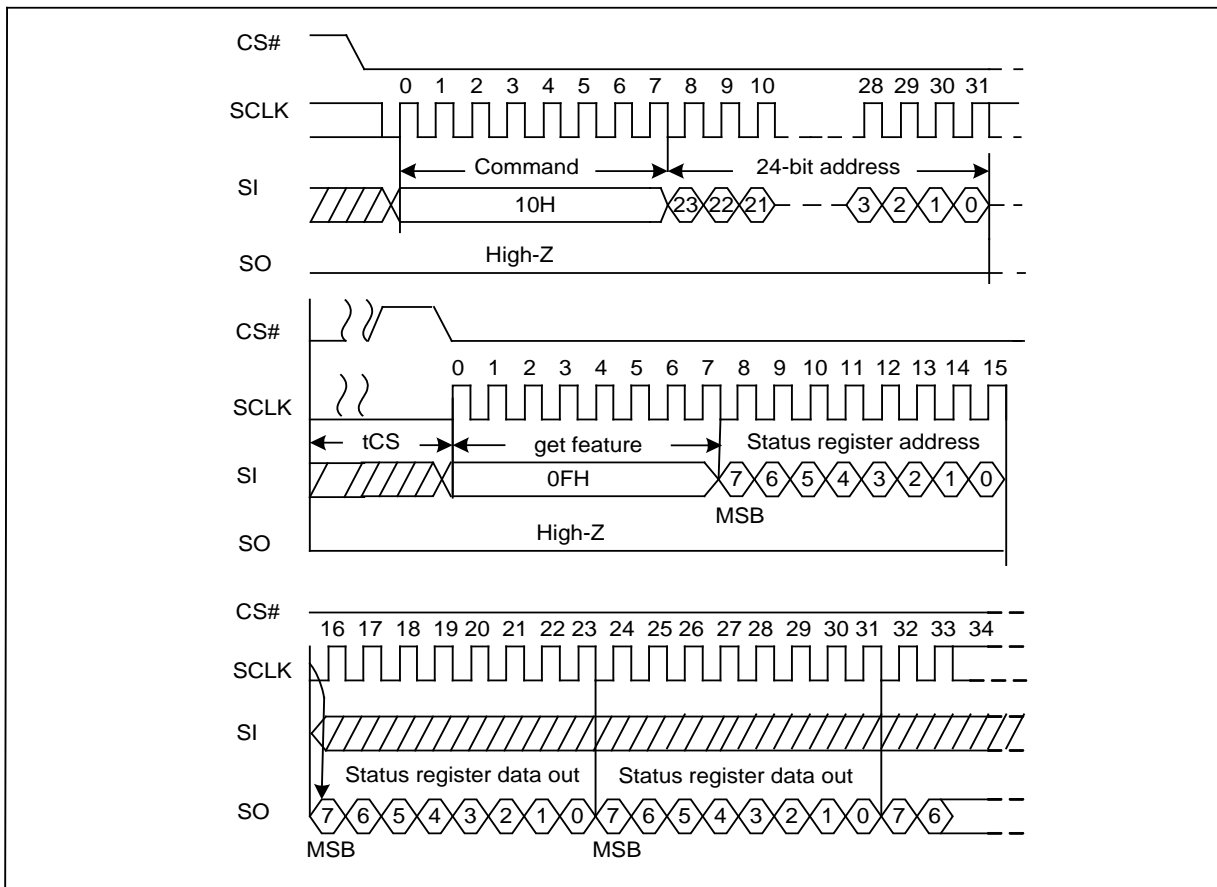 CS#
0 1 2 3 4 5 6 7 8 9 10 28 29 30 31
SCLK
Command 24-bit address
SI
10H 23 22 21 3 2 1 0
High-Z
SO
CS#
0 1 2 3 4 5 6 7 8 9 10 11 12 13 14 15
SCLK
tCS get feature Status register address
SI
0FH 7 6 5 4 3 2 1 0
MSB
High-Z
SO
CS#
16 17 18 19 20 21 22 23 24 25 26 27 28 29 30 31 32 33 34
SCLK
SI
Status register data out Status register data out
SO
7 6 5 4 3 2 1 0 7 6 5 4 3 2 1 0 7 6
MSB MSB